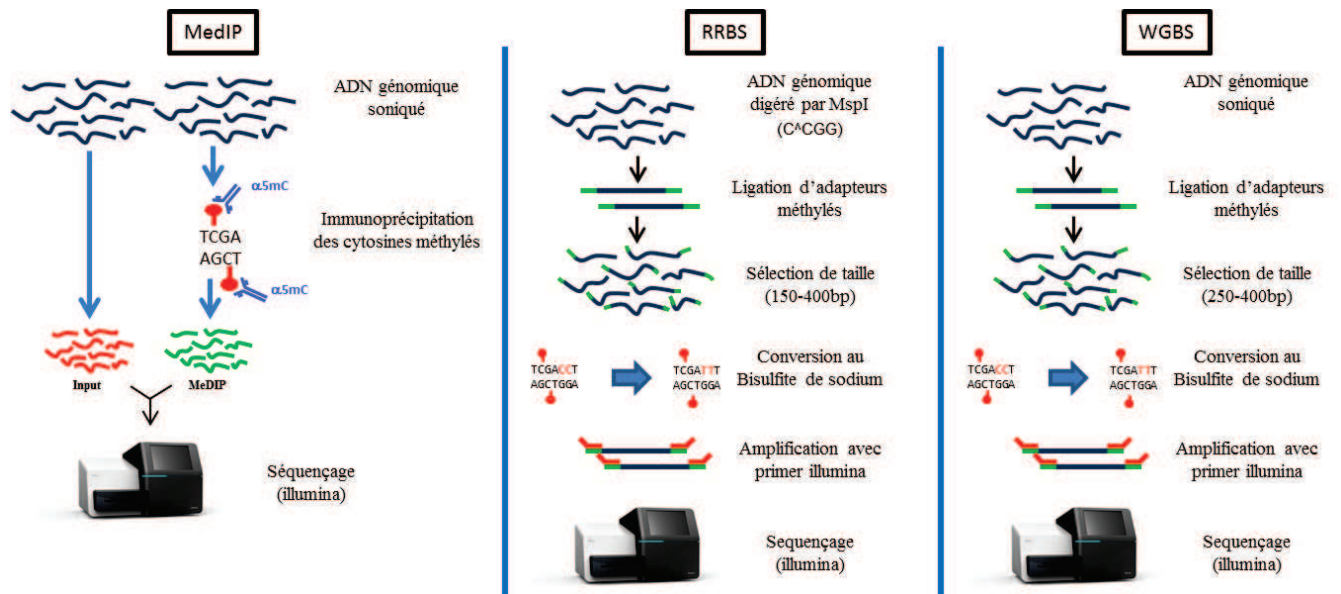 MedIP
ADN génomique
soniqué
α5mC
TCGA
AGCT
α5mC
Immunoprécipitation
des cytosines méthylés
Input
MeDIP
Séquençage
(illumina)
RRBS
ADN génomique
digéré par MspI
(C^CGG)
Ligation d'adapteurs
méthylés
Sélection de taille
(150-400bp)
TCGACCT
AGCTGGA
TCGATTT
AGCTGGA
Conversion au
Bisulfite de sodium
Amplification avec
primer illumina
Sequençage
(illumina)
WGBS
ADN génomique
soniqué
Ligation d'adapteurs
méthylés
Sélection de taille
(250-400bp)
TCGACCT
AGCTGGA
TCGATTT
AGCTGGA
Conversion au
Bisulfite de sodium
Amplification avec
primer illumina
Sequençage
(illumina)